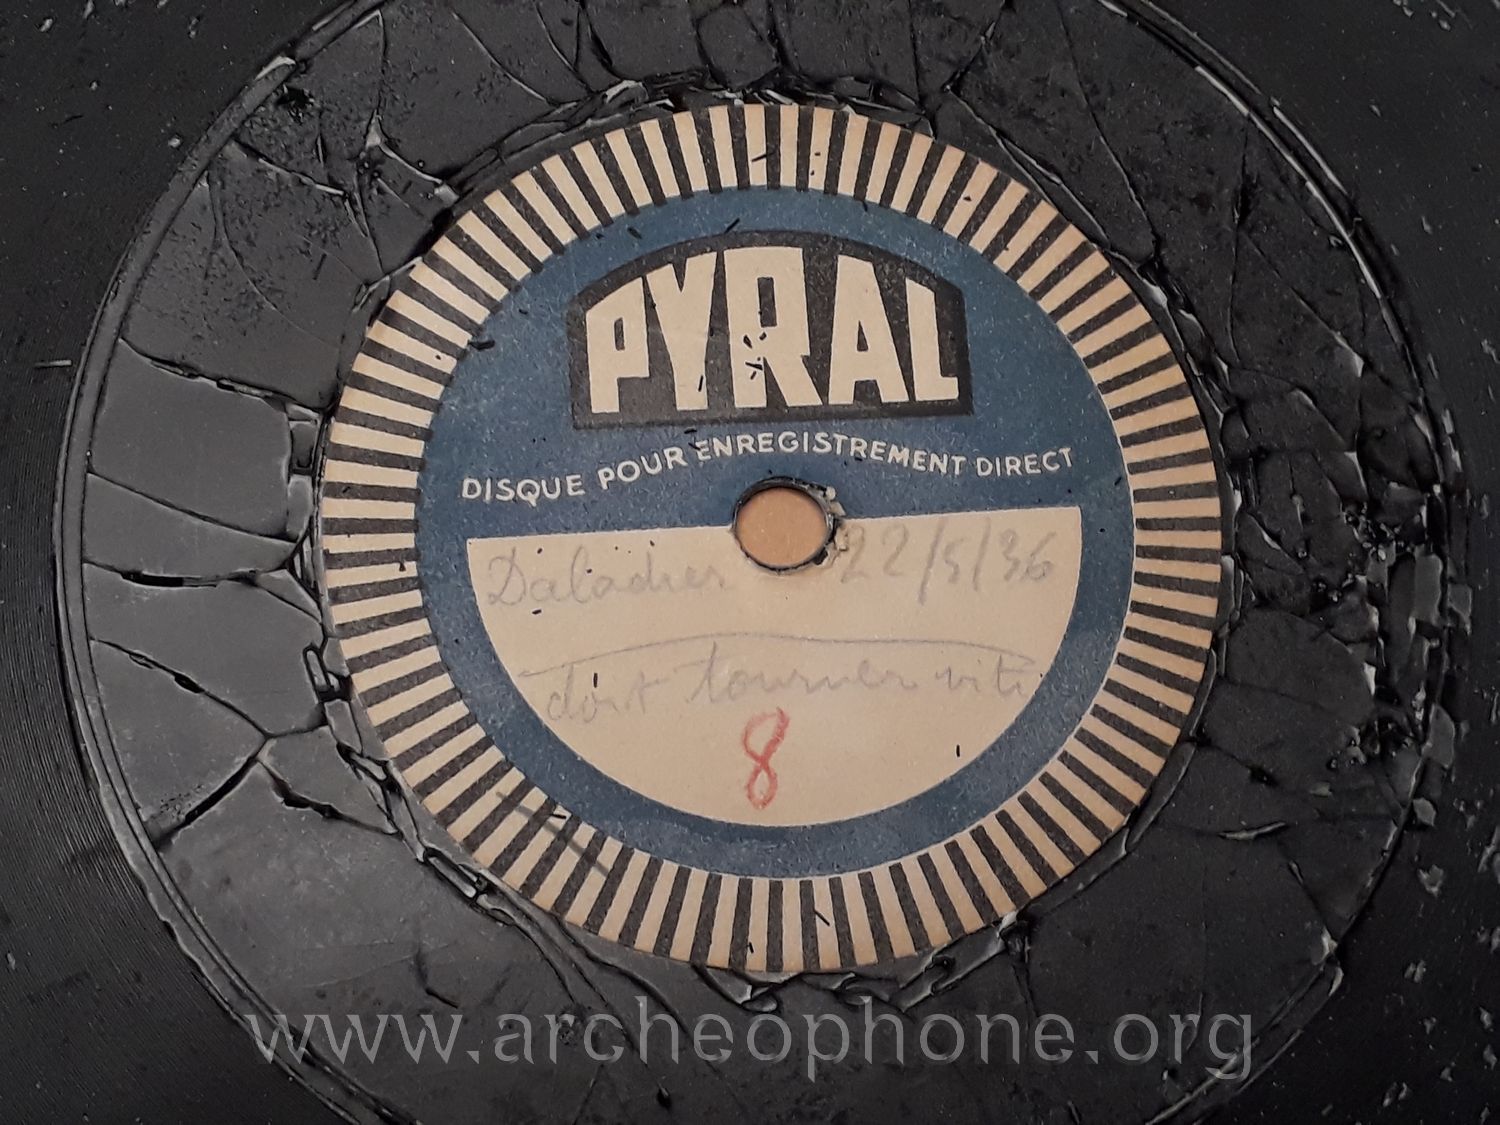 PYRAL
DISQUE POUR ENREGISTREMENT DIRECT
Daladier 22/5/36
doit tourner vite
8
www.archeophone.org